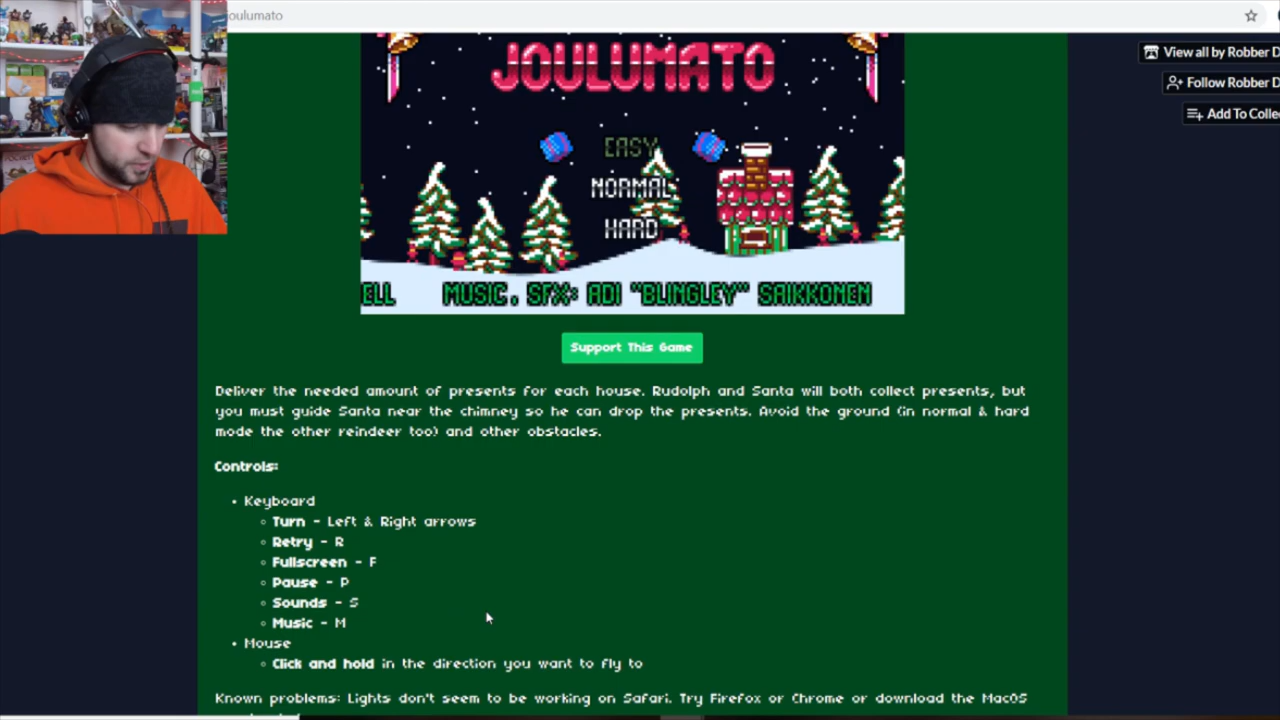 joulumato
View all by Robber D
Follow Robber D
Add To Colle
JOULUMATO
EASY
NORMAL
HARD
ELL MUSIC, SFX: ADI "BLINGLEY" SAIKKONEN
Support This Game
Deliver the needed amount of presents for each house. Rudolph and Santa will both collect presents, but
you must guide Santa near the chimney so he can drop the presents. Avoid the ground (in normal & hard
mode the other reindeer too) and other obstacles.
Controls:
• Keyboard
◦ Turn - Left & Right arrows
◦ Retry - R
◦ Fullscreen - F
◦ Pause - P
◦ Sounds - S
◦ Music - M
• Mouse
◦ Click and hold in the direction you want to fly to
Known problems: Lights don't seem to be working on Safari. Try Firefox or Chrome or download the MacOS